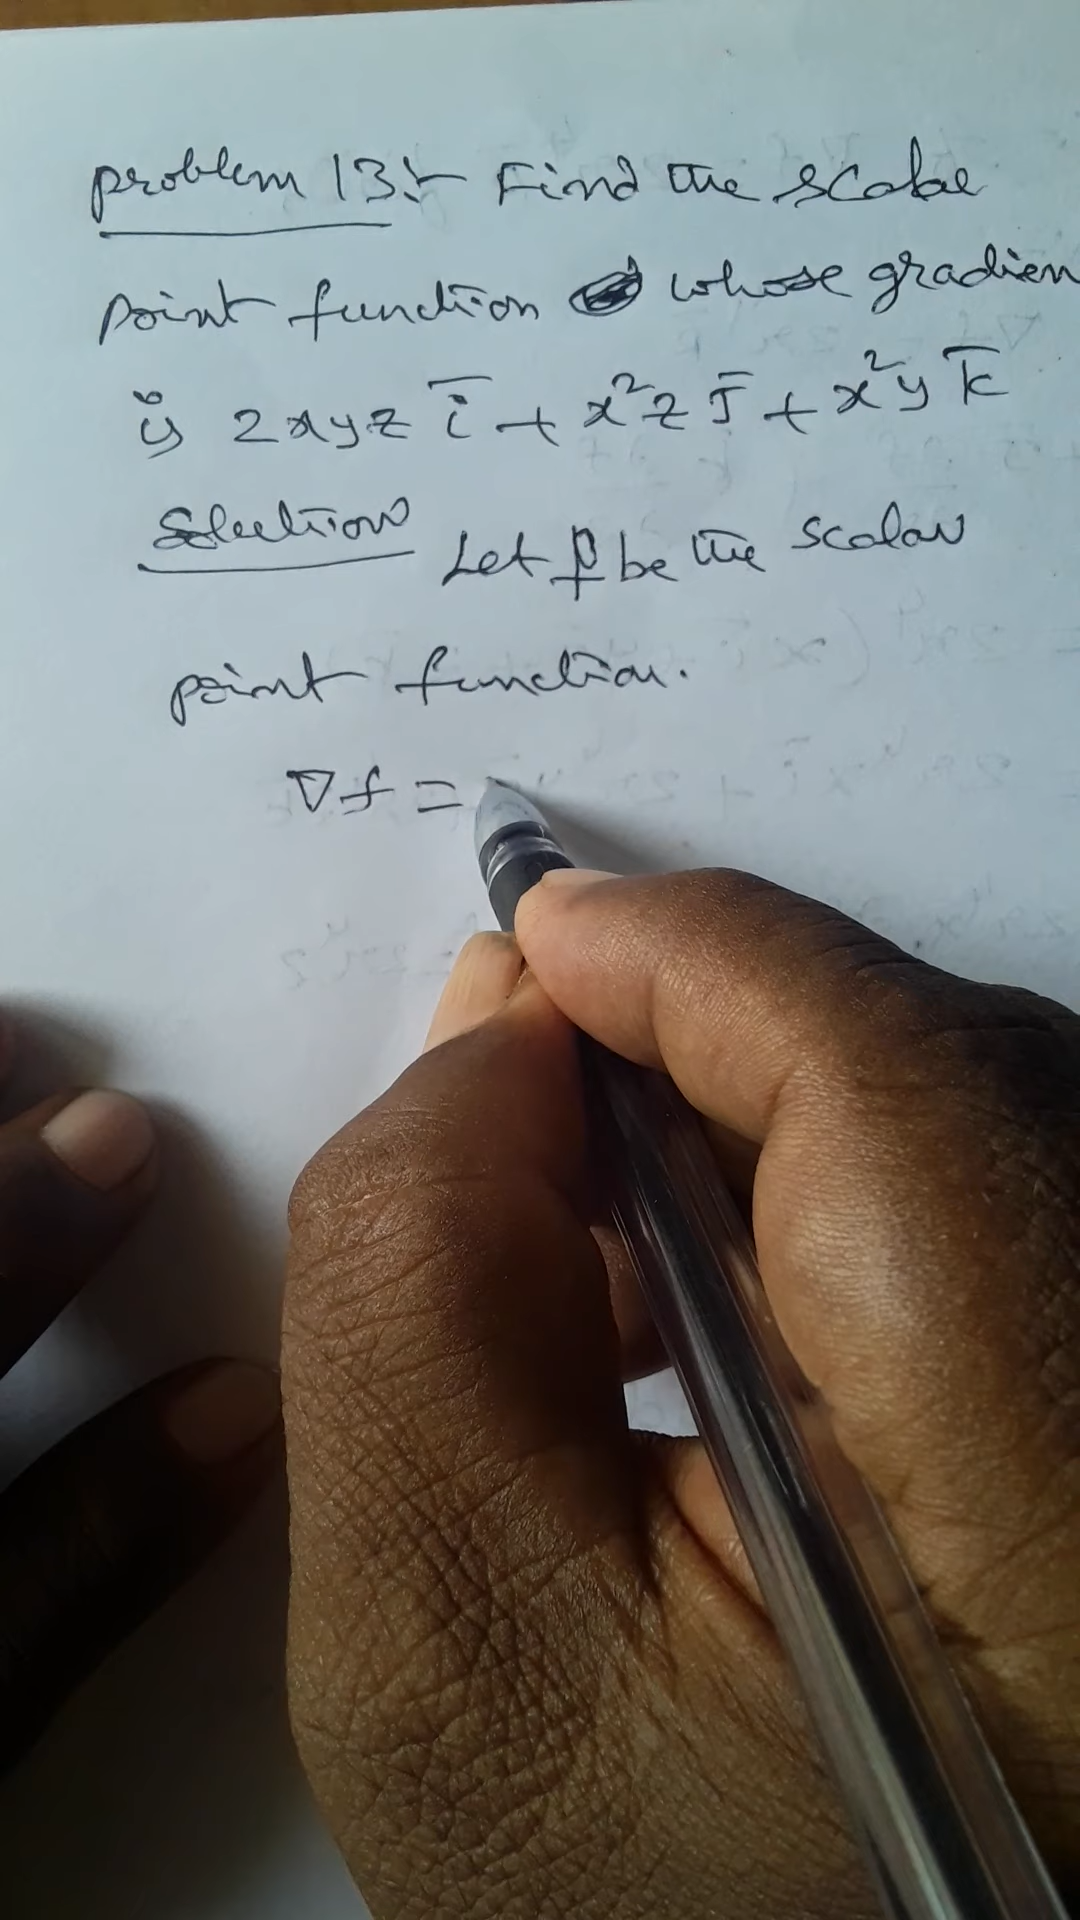 problem 13:- Find the scalar
point function whose gradien
is 2xyz i̅ + x²z J̅ + x²y k̅
Solution Let f be the scalar
point function.
∇f =